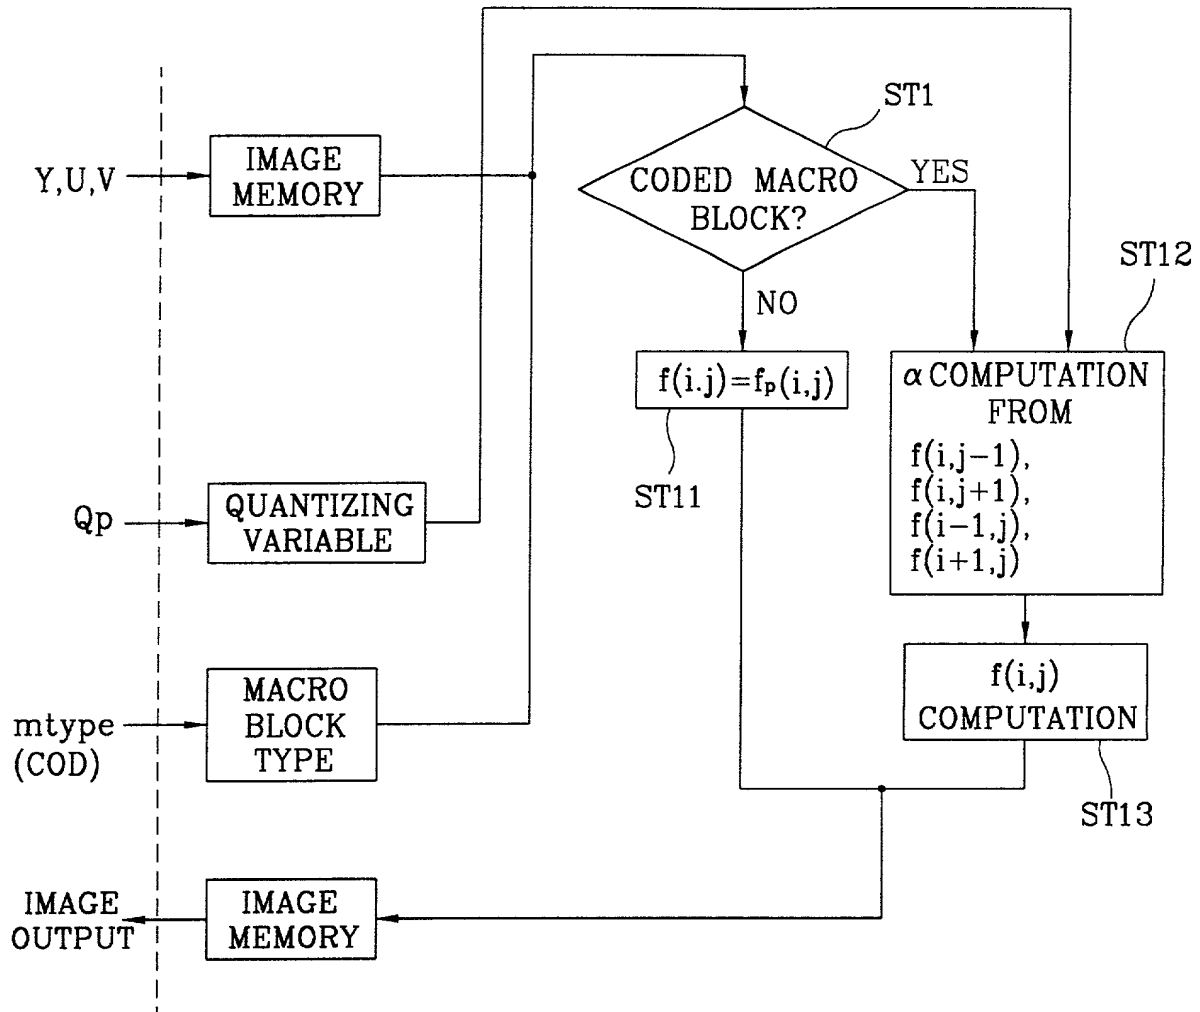 ST1
Y,U,V
IMAGE
MEMORY
CODED MACRO
BLOCK?
YES
NO
ST12
f(i.j)=fp(i,j)
ST11
α COMPUTATION
FROM
f(i,j−1),
f(i,j+1),
f(i−1,j),
f(i+1,j)
Qp
QUANTIZING
VARIABLE
f(i,j)
COMPUTATION
ST13
mtype
(COD)
MACRO
BLOCK
TYPE
IMAGE
OUTPUT
IMAGE
MEMORY